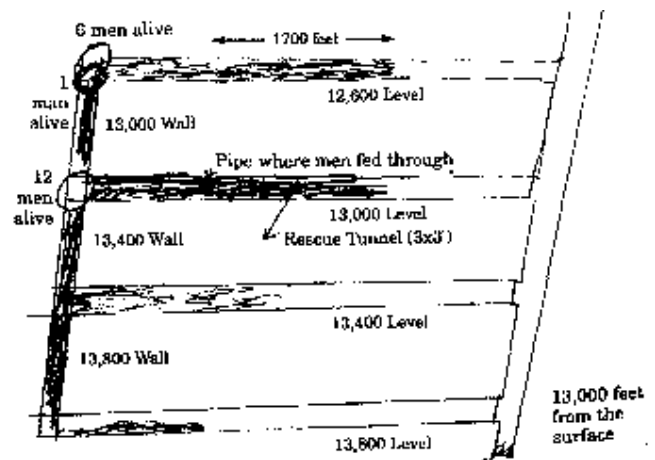 6 men alive
1700 feet
1
men
alive
12,600 Level
13,000 Wall
Pipe where men fed through
12
men
alive
13,000 Level
13,400 Wall
Rescue Tunnel (3x3')
13,400 Level
13,800 Wall
13,000 feet
from the
surface
13,800 Level